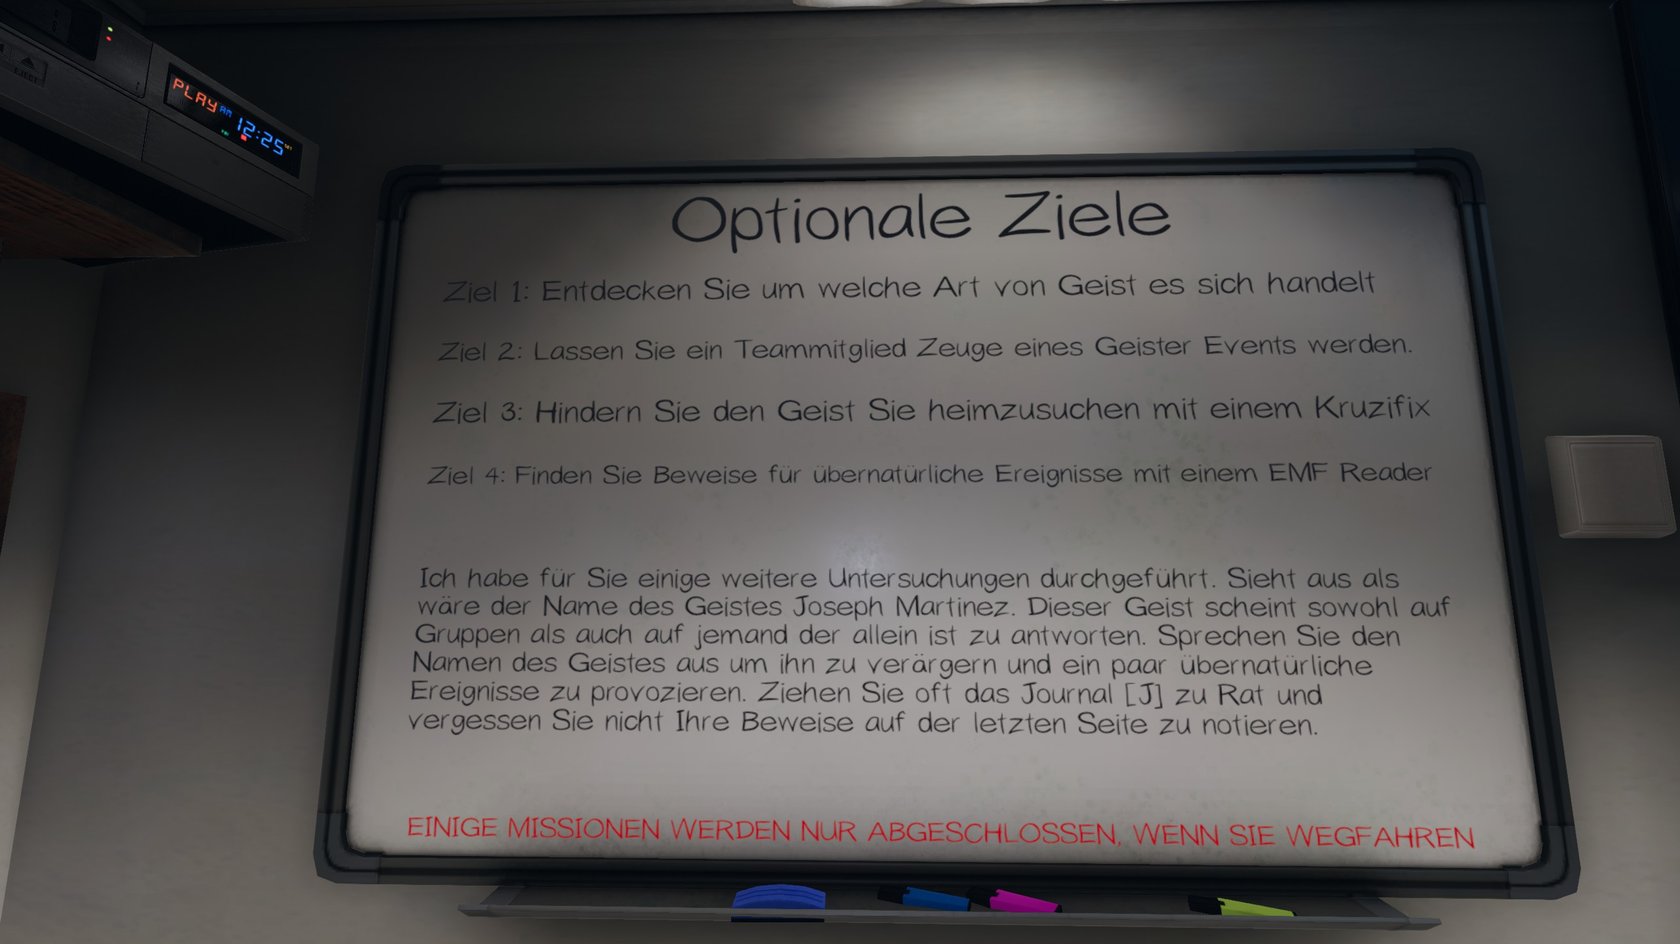 EJECT
PLAY AM 12:25
Optionale Ziele
Ziel 1: Entdecken Sie um welche Art von Geist es sich handelt
Ziel 2: Lassen Sie ein Teammitglied Zeuge eines Geister Events werden.
Ziel 3: Hindern Sie den Geist Sie heimzusuchen mit einem Kruzifix
Ziel 4: Finden Sie Beweise für übernatürliche Ereignisse mit einem EMF Reader
Ich habe für Sie einige weitere Untersuchungen durchgeführt. Sieht aus als
wäre der Name des Geistes Joseph Martinez. Dieser Geist scheint sowohl auf
Gruppen als auch auf jemand der allein ist zu antworten. Sprechen Sie den
Namen des Geistes aus um ihn zu verärgern und ein paar übernatürliche
Ereignisse zu provozieren. Ziehen Sie oft das Journal [J] zu Rat und
vergessen Sie nicht Ihre Beweise auf der letzten Seite zu notieren.
EINIGE MISSIONEN WERDEN NUR ABGESCHLOSSEN, WENN SIE WEGFAHREN